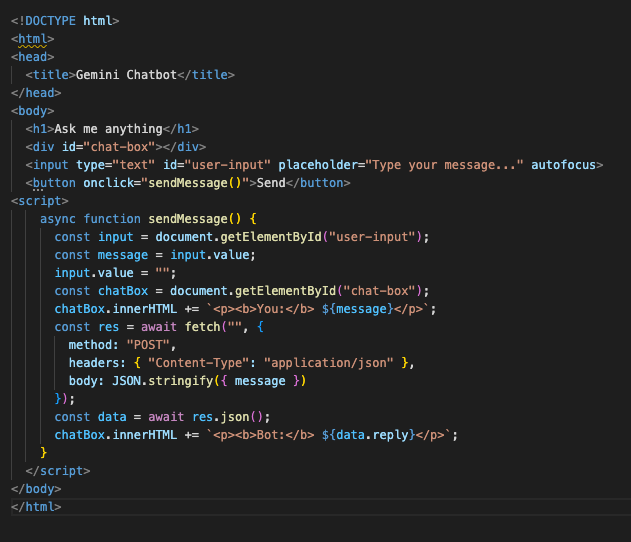 <!DOCTYPE html>
<html>
<head>
  <title>Gemini Chatbot</title>
</head>
<body>
  <h1>Ask me anything</h1>
  <div id="chat-box"></div>
  <input type="text" id="user-input" placeholder="Type your message..." autofocus>
  <button onclick="sendMessage()">Send</button>
<script>
    async function sendMessage() {
      const input = document.getElementById("user-input");
      const message = input.value;
      input.value = "";
      const chatBox = document.getElementById("chat-box");
      chatBox.innerHTML += `<p><b>You:</b> ${message}</p>`;
      const res = await fetch("", {
        method: "POST",
        headers: { "Content-Type": "application/json" },
        body: JSON.stringify({ message })
      });
      const data = await res.json();
      chatBox.innerHTML += `<p><b>Bot:</b> ${data.reply}</p>`;
    }
  </script>
</body>
</html>